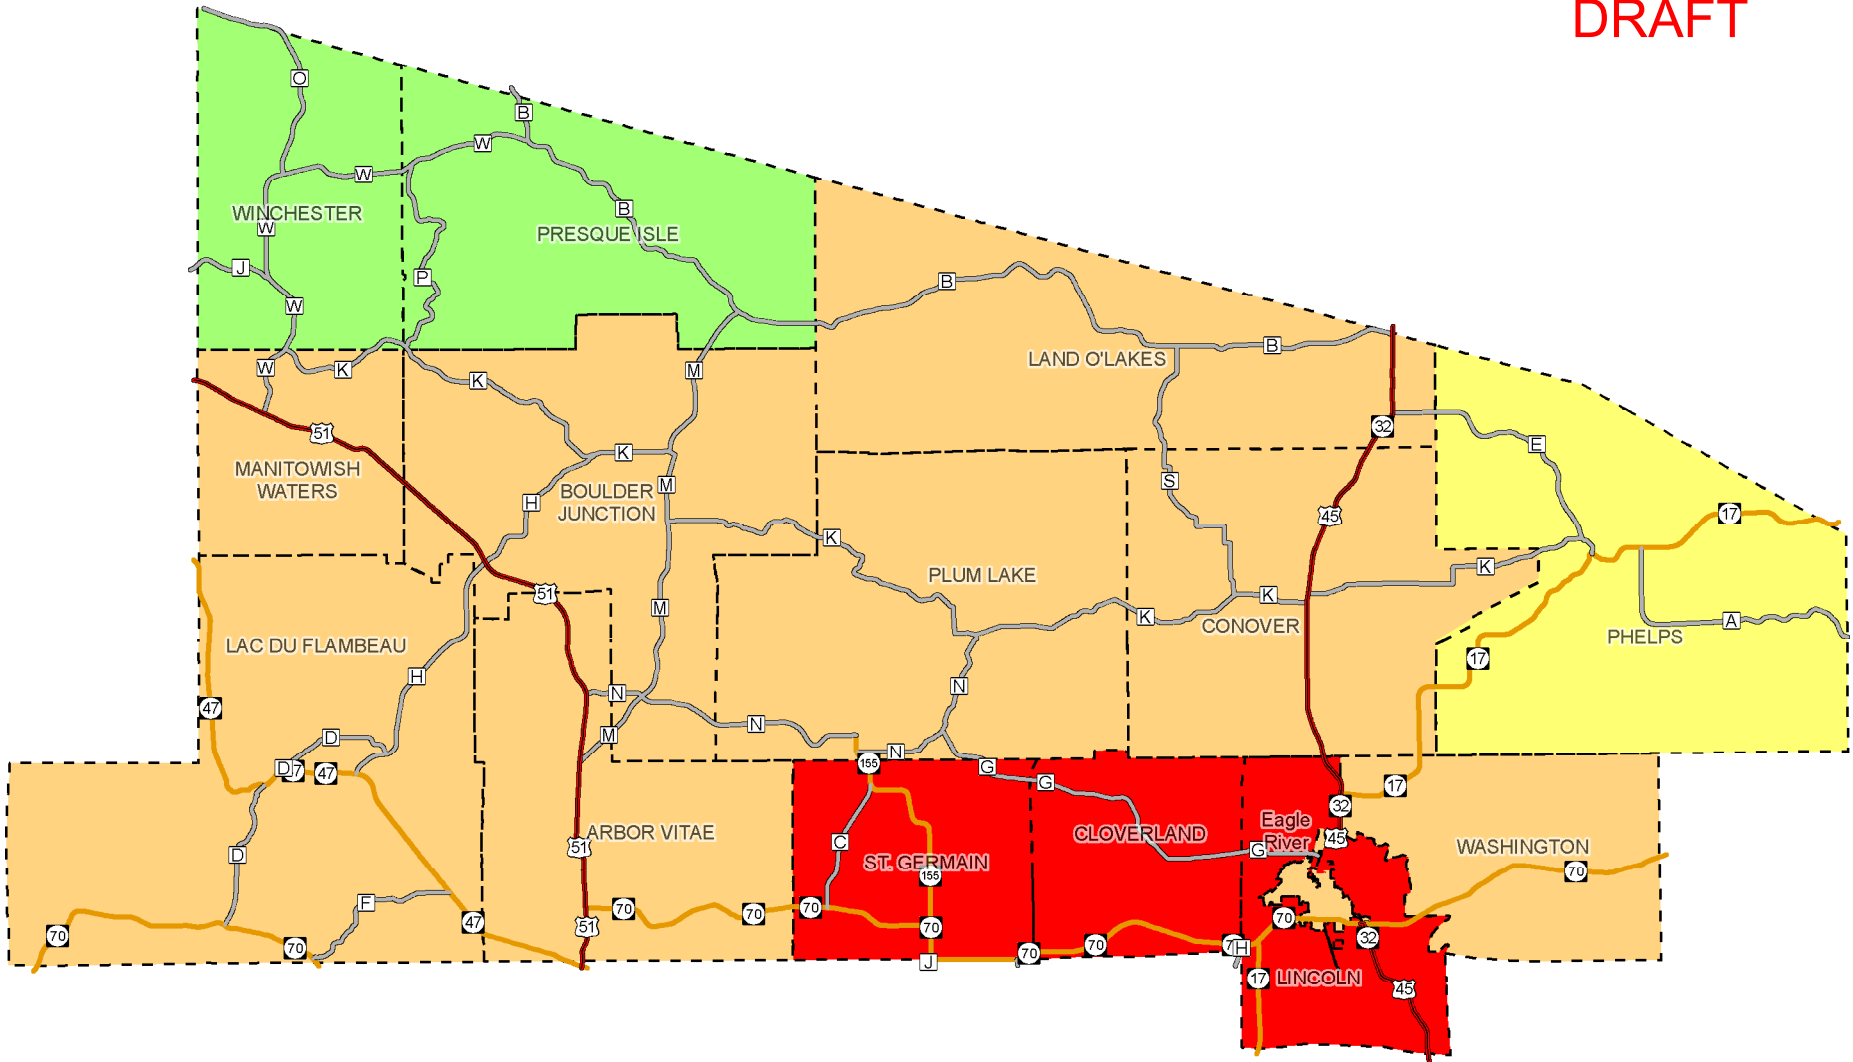 DRAFT
O
B
W
W
B
WINCHESTER
W
PRESQUE ISLE
J
P
B
W
B
LAND O'LAKES
W
K
K
M
51
32
E
K
MANITOWISH
WATERS
BOULDER
JUNCTION
H
M
S
45
17
K
PLUM LAKE
K
51
K
M
K
CONOVER
A
PHELPS
LAC DU FLAMBEAU
17
H
N
N
47
N
M
D
N
155
G
D
47
G
17
32
ARBOR VITAE
C
CLOVERLAND
Eagle
River
45
WASHINGTON
51
D
G
ST. GERMAIN
155
70
F
70
70
70
70
47
51
70
32
70
70
70
70
H
J
17
LINCOLN
45